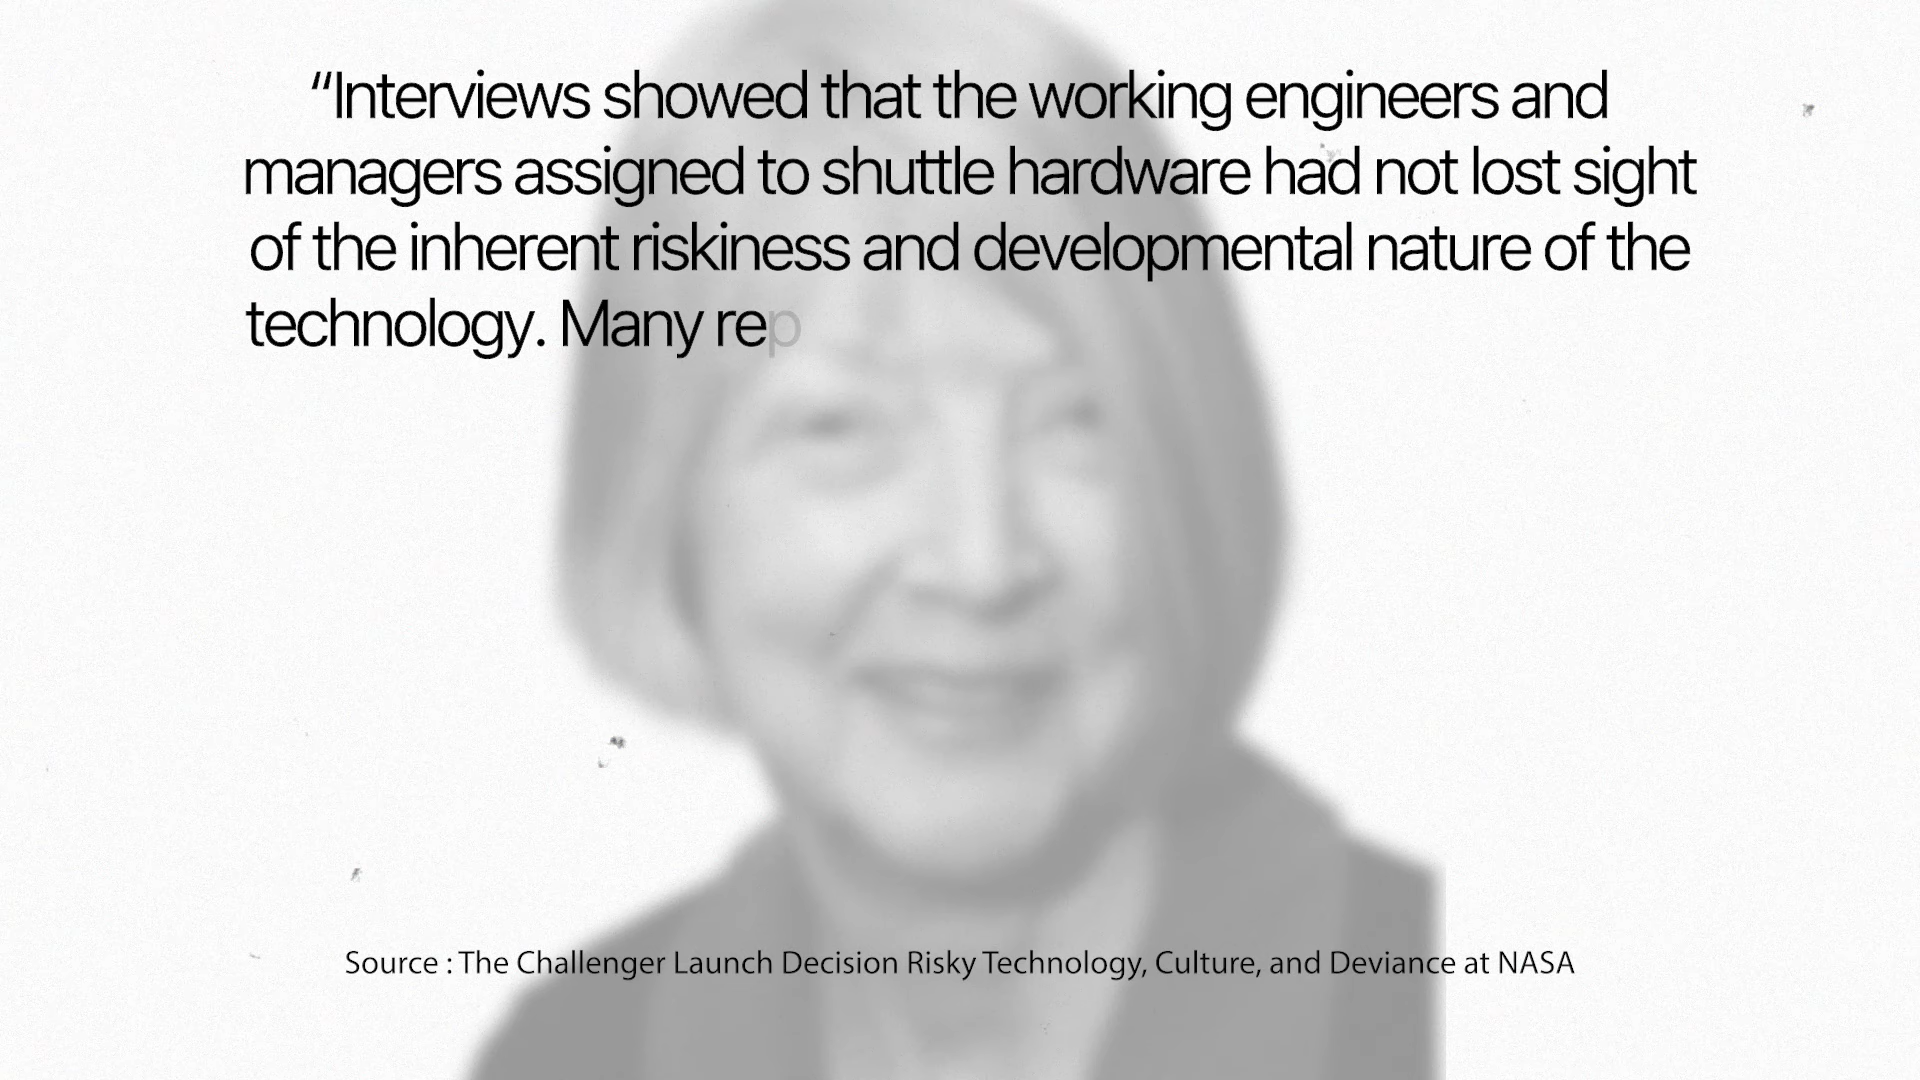 “Interviews showed that the working engineers and
managers assigned to shuttle hardware had not lost sight
of the inherent riskiness and developmental nature of the
technology. Many rep
Source : The Challenger Launch Decision Risky Technology, Culture, and Deviance at NASA